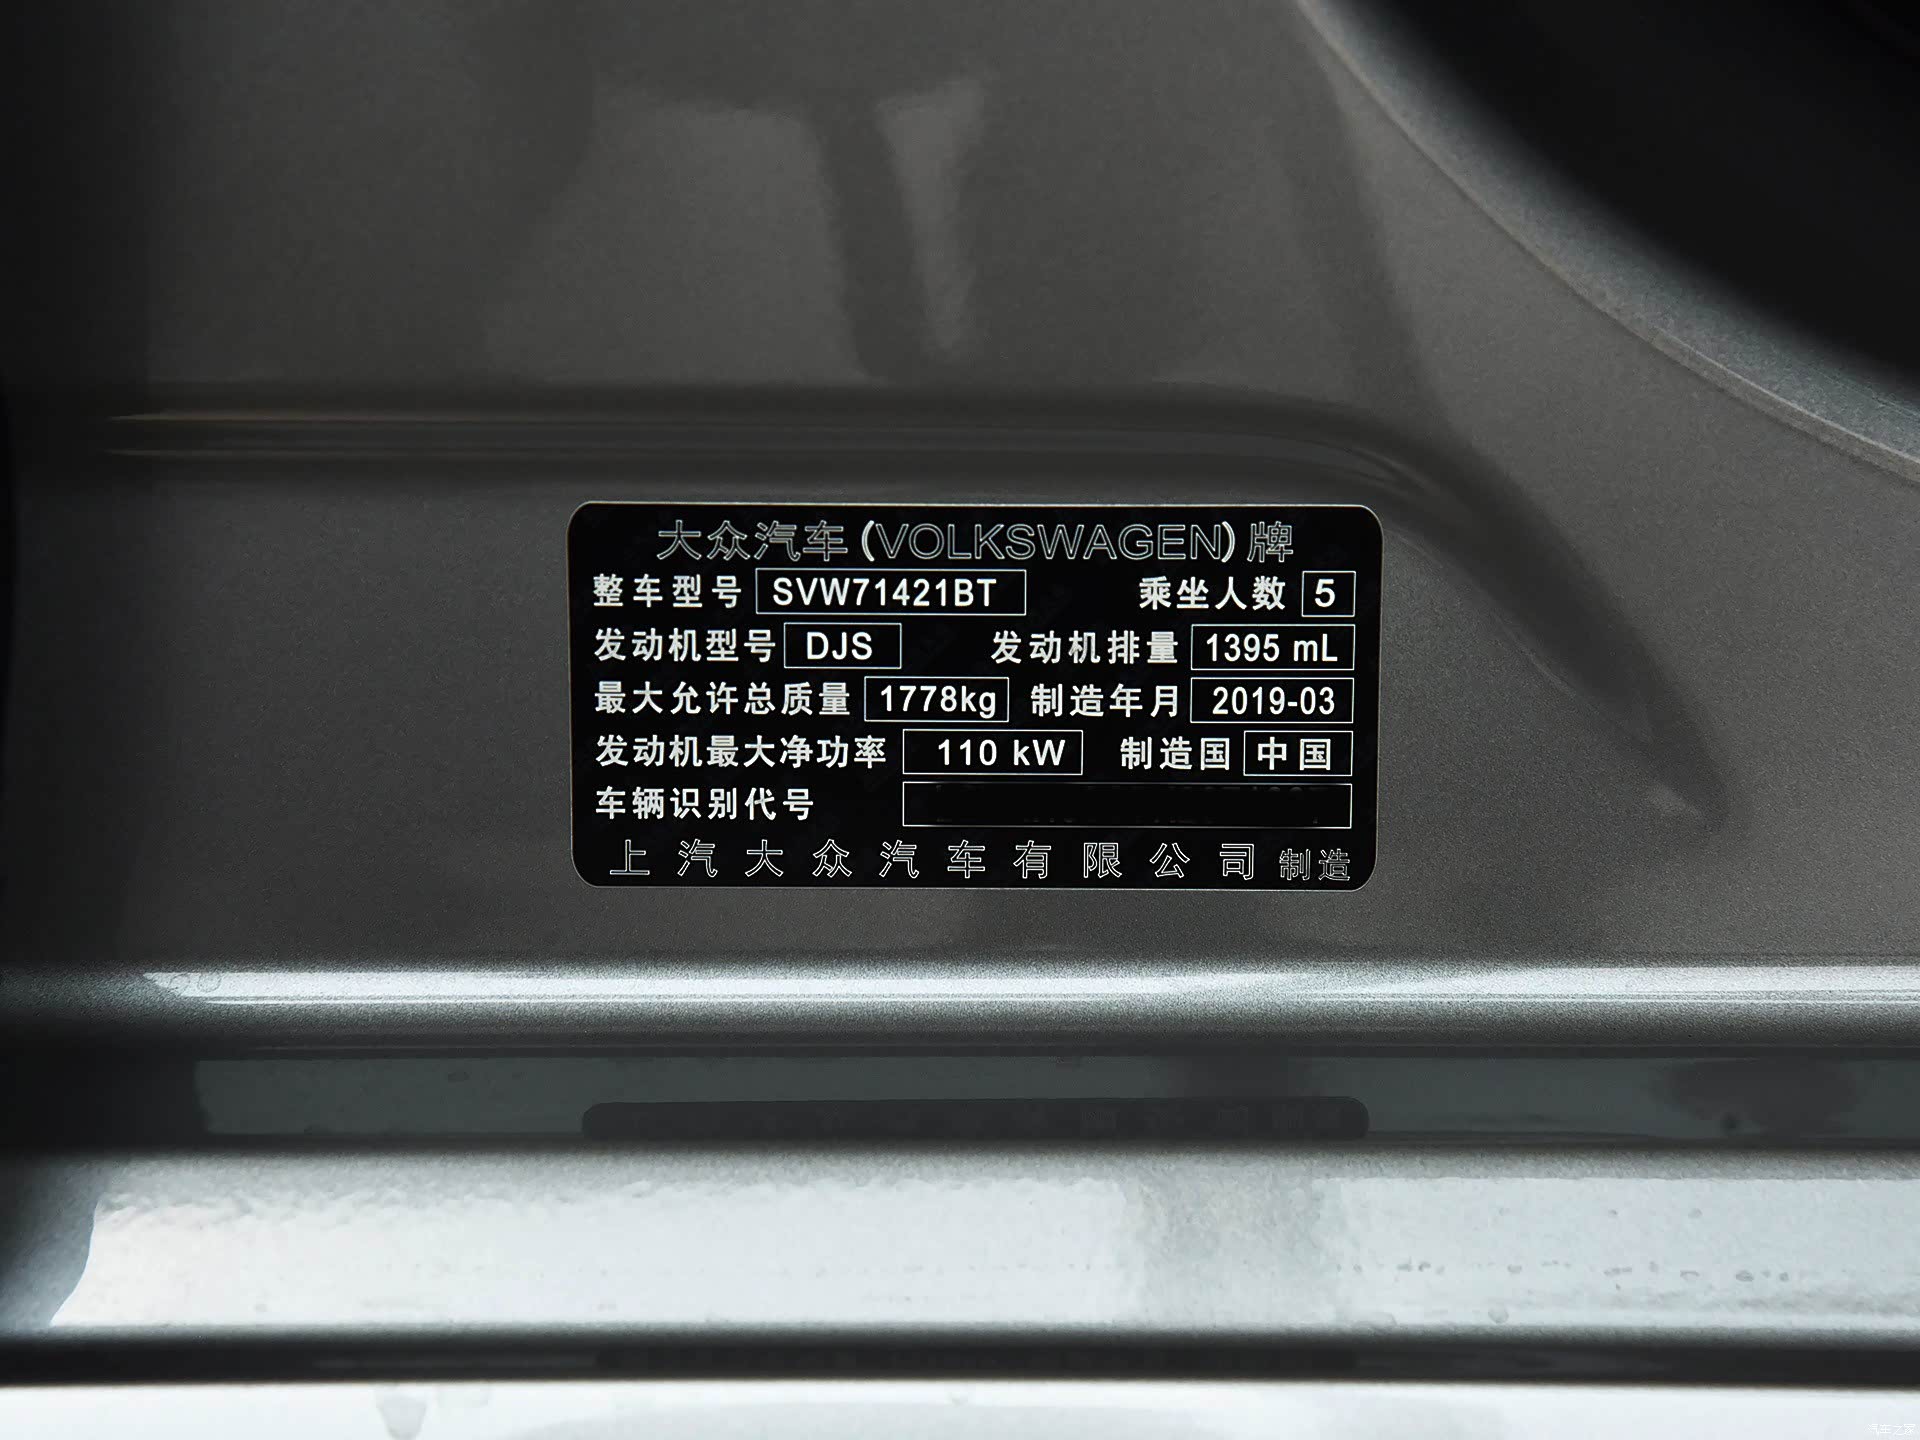 大众汽车(VOLKSWAGEN)牌
整车型号 SVW71421BT 乘坐人数 5
发动机型号 DJS 发动机排量 1395 mL
最大允许总质量 1778kg 制造年月 2019-03
发动机最大净功率 110 kW 制造国 中国
车辆识别代号
上汽大众汽车有限公司制造
汽车之家